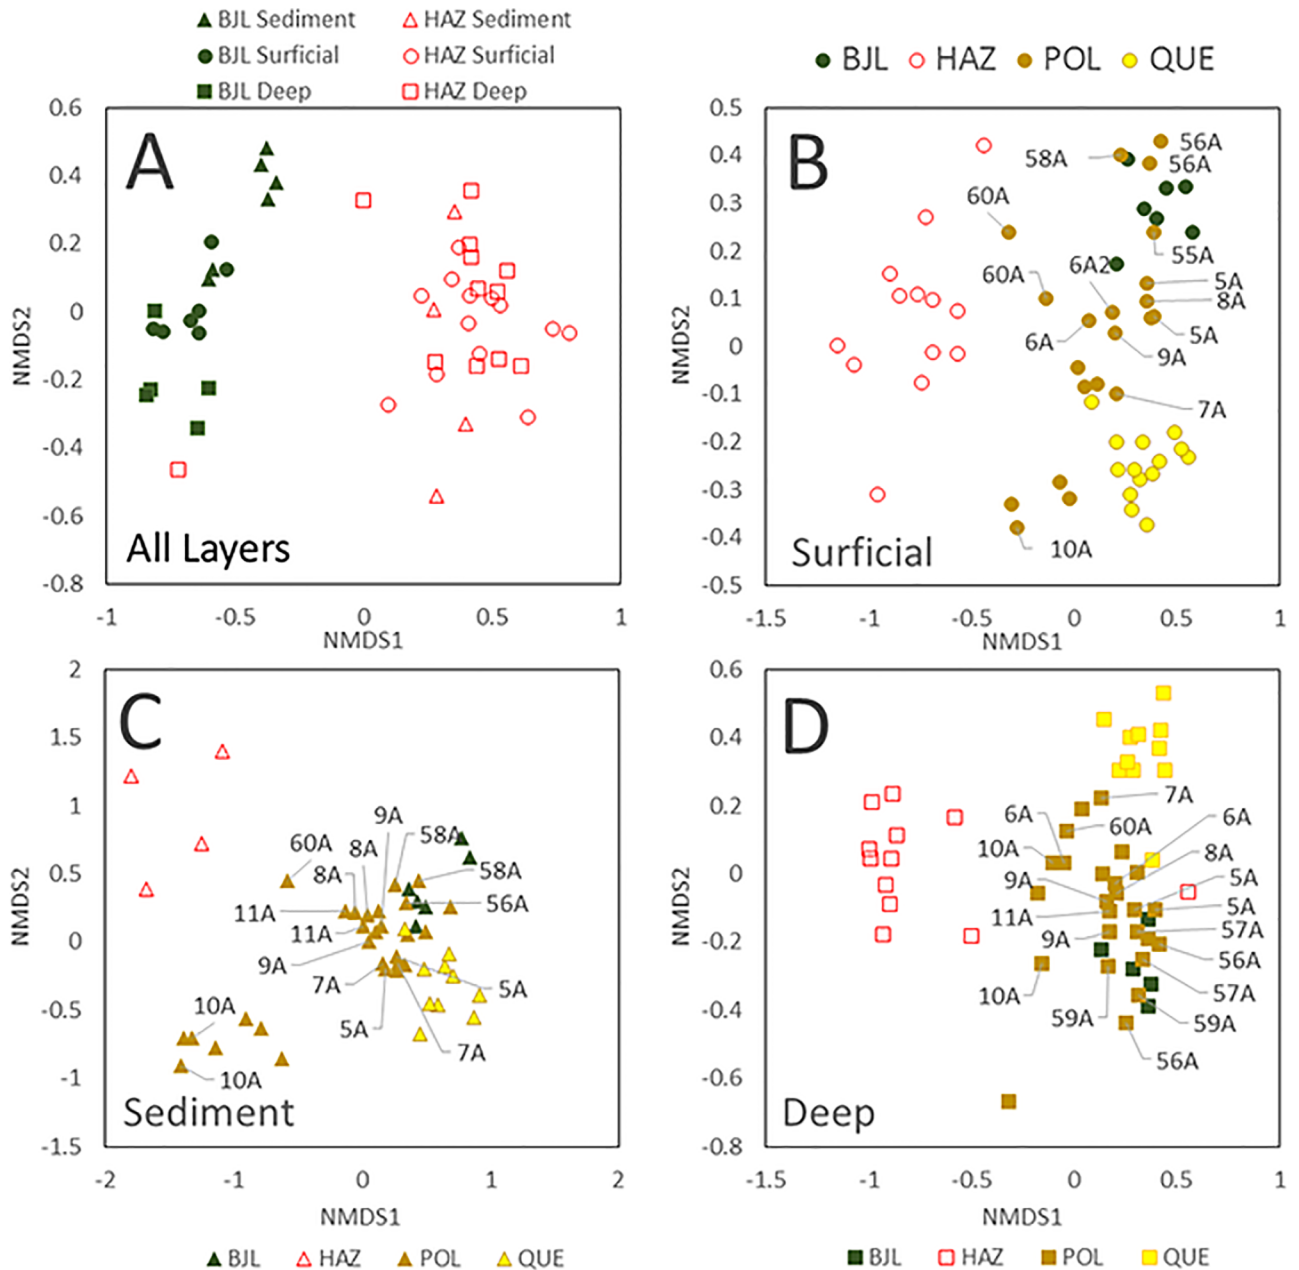 BJL Sediment HAZ Sediment
BJL Surficial HAZ Surficial
BJL Deep HAZ Deep
0.6
0.4
0.2
0
-0.2
-0.4
-0.6
-0.8
NMDS2
A
All Layers
-1 -0.5 0 0.5 1
NMDS1
BJL HAZ POL QUE
0.5
0.4
0.3
0.2
0.1
0
-0.1
-0.2
-0.3
-0.4
-0.5
NMDS2
B
56A
58A
56A
60A
55A
6A2
60A
5A
8A
6A
5A
9A
7A
10A
Surficial
-1.5 -1 -0.5 0 0.5 1
NMDS1
2
1.5
1
0.5
0
-0.5
-1
-1.5
NMDS2
C
9A
58A
60A
8A
8A
58A
11A
56A
11A
9A
7A
5A
5A
7A
10A
10A
Sediment
-2 -1 0 1 2
NMDS1
BJL HAZ POL QUE
0.6
0.4
0.2
0
-0.2
-0.4
-0.6
-0.8
NMDS2
D
7A
6A
60A
6A
10A
8A
9A
5A
11A
5A
9A
57A
56A
10A
57A
59A
59A
56A
Deep
-1.5 -1 -0.5 0 0.5 1
NMDS1
BJL HAZ POL QUE